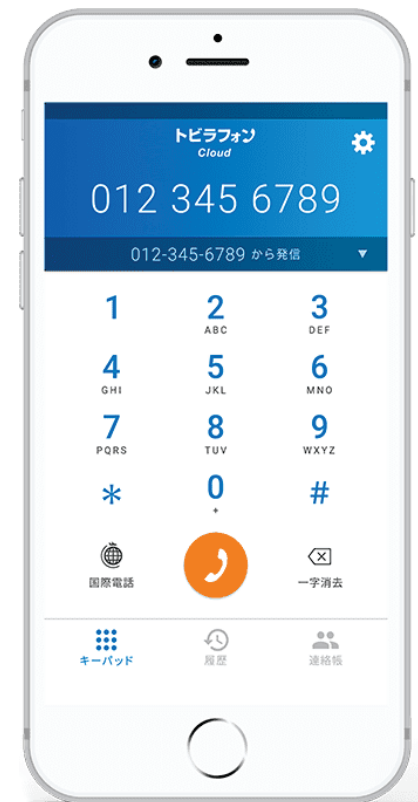 トビラフォン
Cloud
012 345 6789
012-345-6789 から発信 ▼
1 2 3
ABC DEF
4 5 6
GHI JKL MNO
7 8 9
PQRS TUV WXYZ
* 0 #
+
国際電話 一字消去
キーパッド 履歴 連絡帳